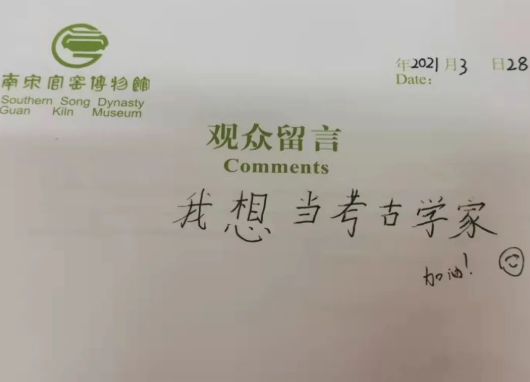 南宋官窑博物館
Southern Song Dysnasty
Guan Kiln Museum
年2021月3 日28
Date:
观众留言
Comments
我想当考古学家
加油!